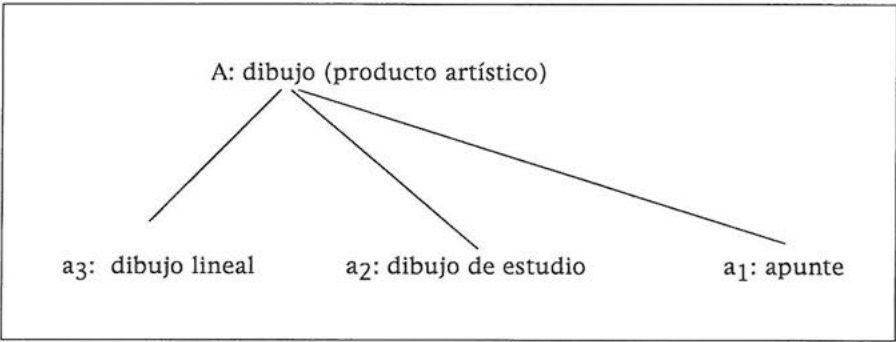 A: dibujo (producto artístico)
a3: dibujo lineal a2: dibujo de estudio a1: apunte